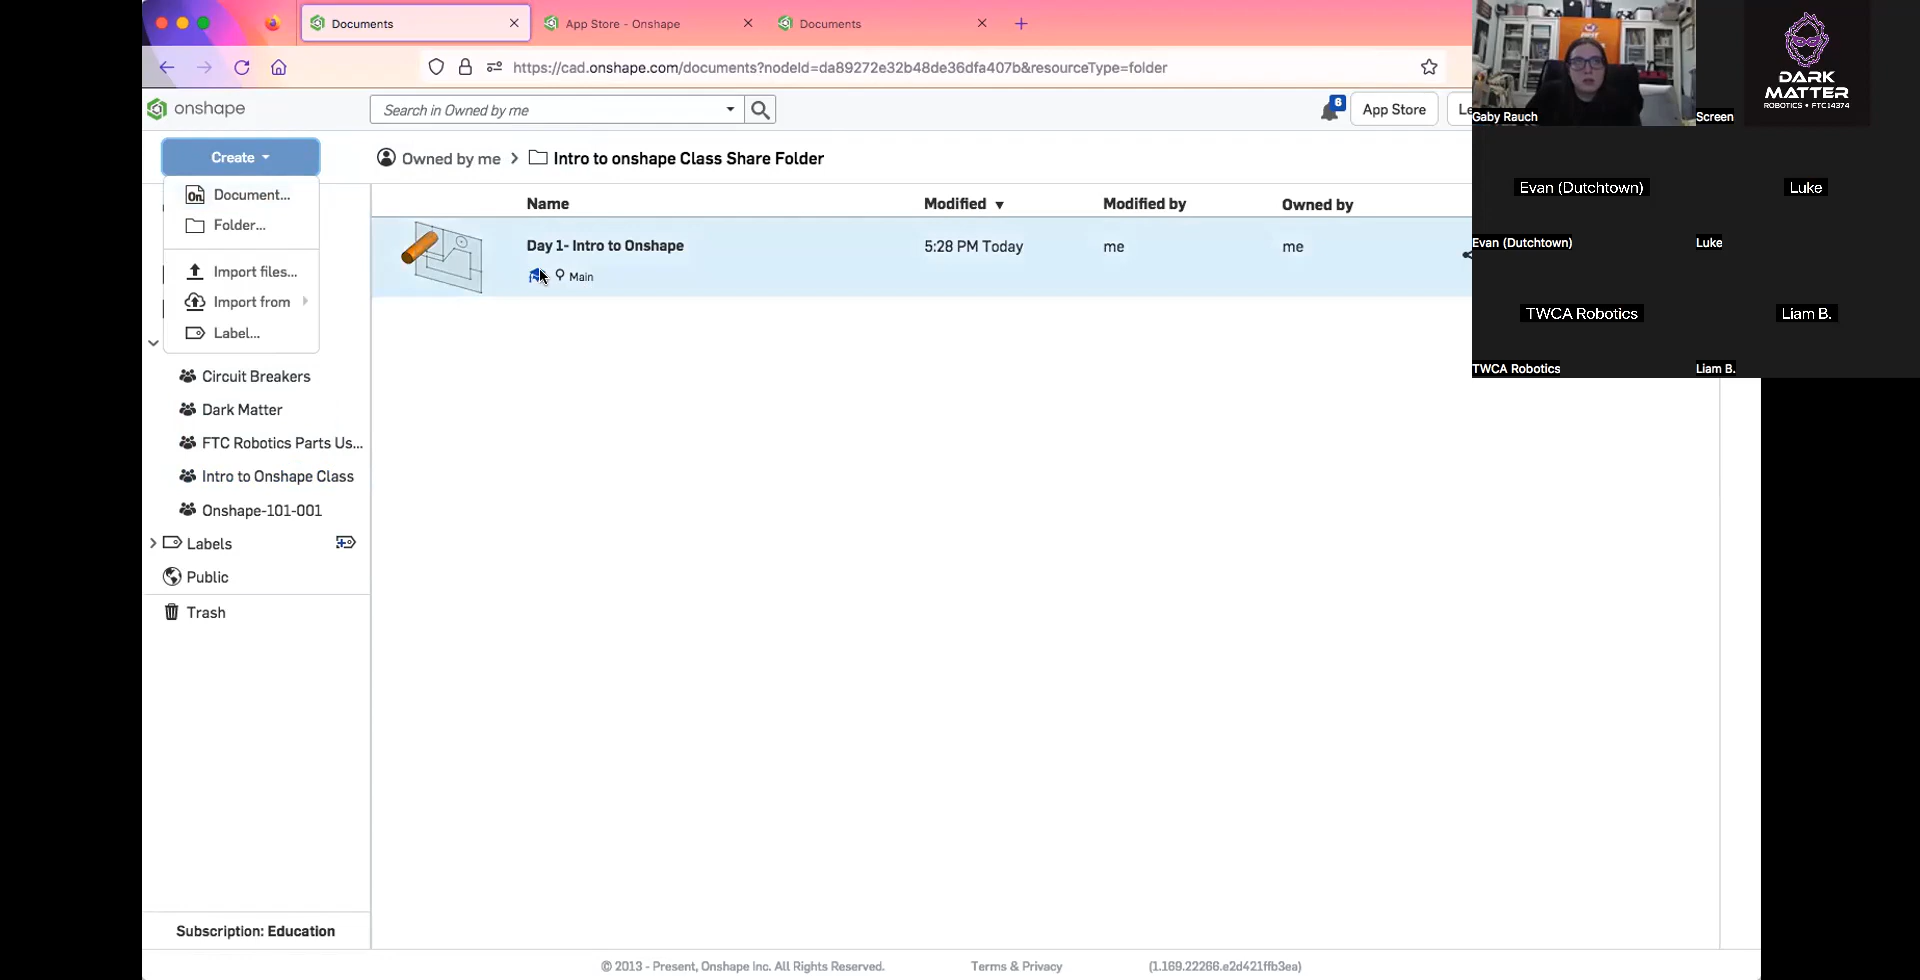 Documents
App Store - Onshape
Documents
https://cad.onshape.com/documents?nodeId=da89272e32b48de36dfa407b&resourceType=folder
onshape
Search in Owned by me
8
App Store
Le
Create
Owned by me
Intro to onshape Class Share Folder
Document...
Folder...
Import files...
Import from
Label...
Name
Modified
Modified by
Owned by
Day 1- Intro to Onshape
Main
5:28 PM Today
me
me
Circuit Breakers
Dark Matter
FTC Robotics Parts Us...
Intro to Onshape Class
Onshape-101-001
Labels
Public
Trash
Subscription: Education
© 2013 - Present, Onshape Inc. All Rights Reserved.
Terms & Privacy
(1.169.22266.e2d421ffb3ea)
Gaby Rauch
Screen
DARK
MATTER
ROBOTICS • FTC14374
Evan (Dutchtown)
Luke
Evan (Dutchtown)
Luke
TWCA Robotics
Liam B.
TWCA Robotics
Liam B.